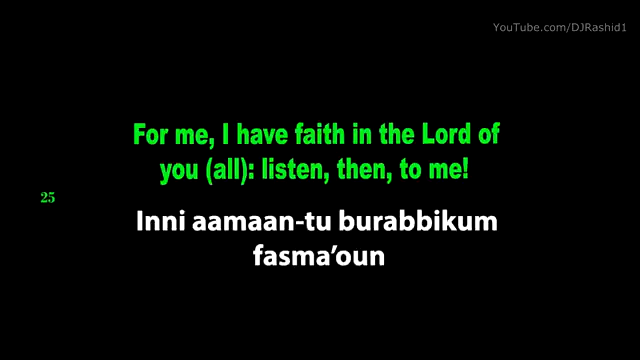 YouTube.com/DJRashid1
For me, I have faith in the Lord of
you (all): listen, then, to me!
25
Inni aamaan-tu burabbikum
fasma’oun